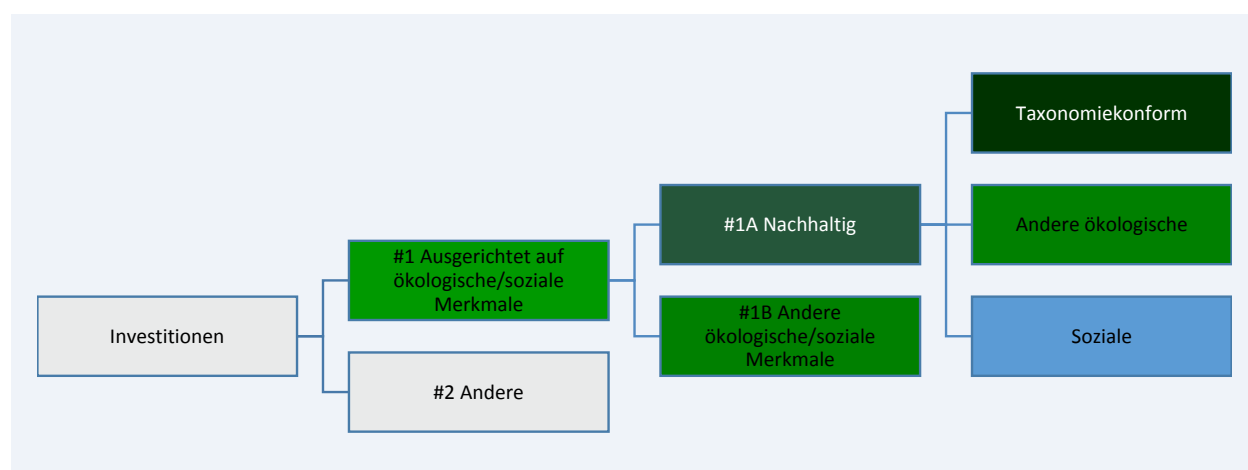 Investitionen
#1 Ausgerichtet auf
ökologische/soziale
Merkmale
#2 Andere
#1A Nachhaltig
#1B Andere
ökologische/soziale
Merkmale
Taxonomiekonform
Andere ökologische
Soziale